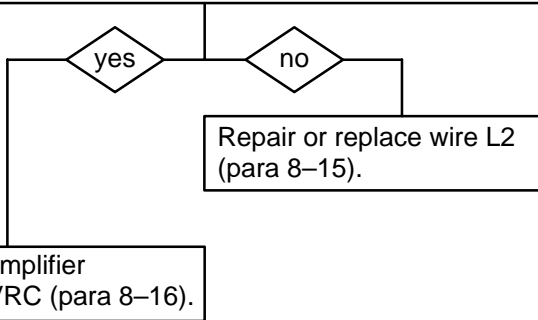 yes
no
Repair or replace wire L2
(para 8–15).
mplifier
VRC (para 8–16).